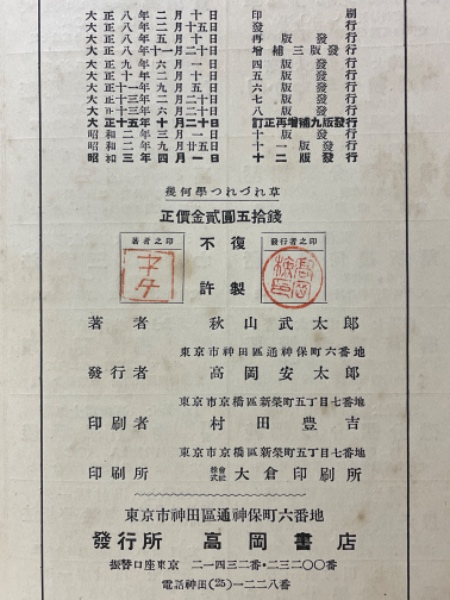 大正八年二月十日 印刷
大正八年二月十五日 發行
大正八年五月十日 再版發行
大正八年十一月二十日 增補三版發行
大正九年六月一日 四版發行
大正十年二月十日 五版發行
大正十一年九月五日 六版發行
大正十三年二月二十日 七版發行
大正十三年六月二十日 八版發行
大正十五年十月二十日 訂正再增補九版發行
昭和二年三月一日 十版發行
昭和二年九月廿五日 十一版發行
昭和三年四月一日 十二版發行
幾何學つれづれ草
正價金貳圓五拾錢
著者之印
不復
許製
發行者之印
高岡檢印
著者 秋山武太郎
東京市神田區通神保町六番地
發行者 高岡安太郎
東京市京橋區新榮町五丁目七番地
印刷者 村田豊吉
東京市京橋區新榮町五丁目七番地
印刷所 株式會社 大倉印刷所
東京市神田區通神保町六番地
發行所 高岡書店
振替口座東京 二一四三二番・二三二〇〇番
電話神田(25)一二二八番